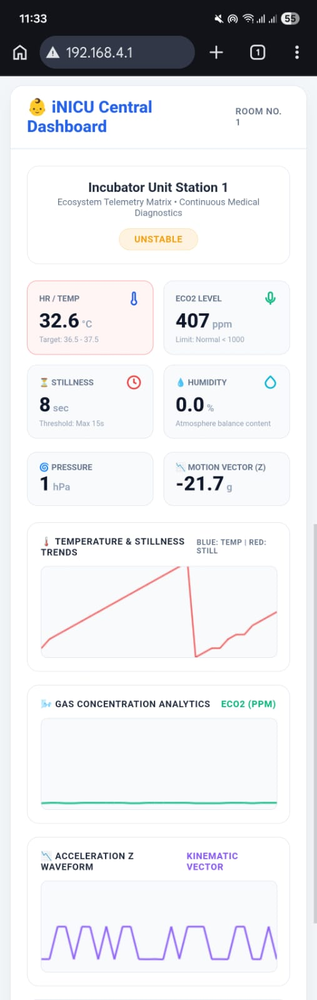 11:33
55
192.168.4.1
1
👶 iNICU Central
Dashboard
ROOM NO.
1
Incubator Unit Station 1
Ecosystem Telemetry Matrix • Continuous Medical
Diagnostics
UNSTABLE
HR / TEMP
32.6 °C
Target: 36.5 - 37.5
ECO2 LEVEL
407 ppm
Limit: Normal < 1000
⏳ STILLNESS
8 sec
Threshold: Max 15s
💧 HUMIDITY
0.0 %
Atmosphere balance content
🌀 PRESSURE
1 hPa
📉 MOTION VECTOR (Z)
-21.7 g
🌡️ TEMPERATURE & STILLNESS
TRENDS
BLUE: TEMP | RED:
STILL
🌬️ GAS CONCENTRATION ANALYTICS
ECO2 (PPM)
📉 ACCELERATION Z
WAVEFORM
KINEMATIC
VECTOR